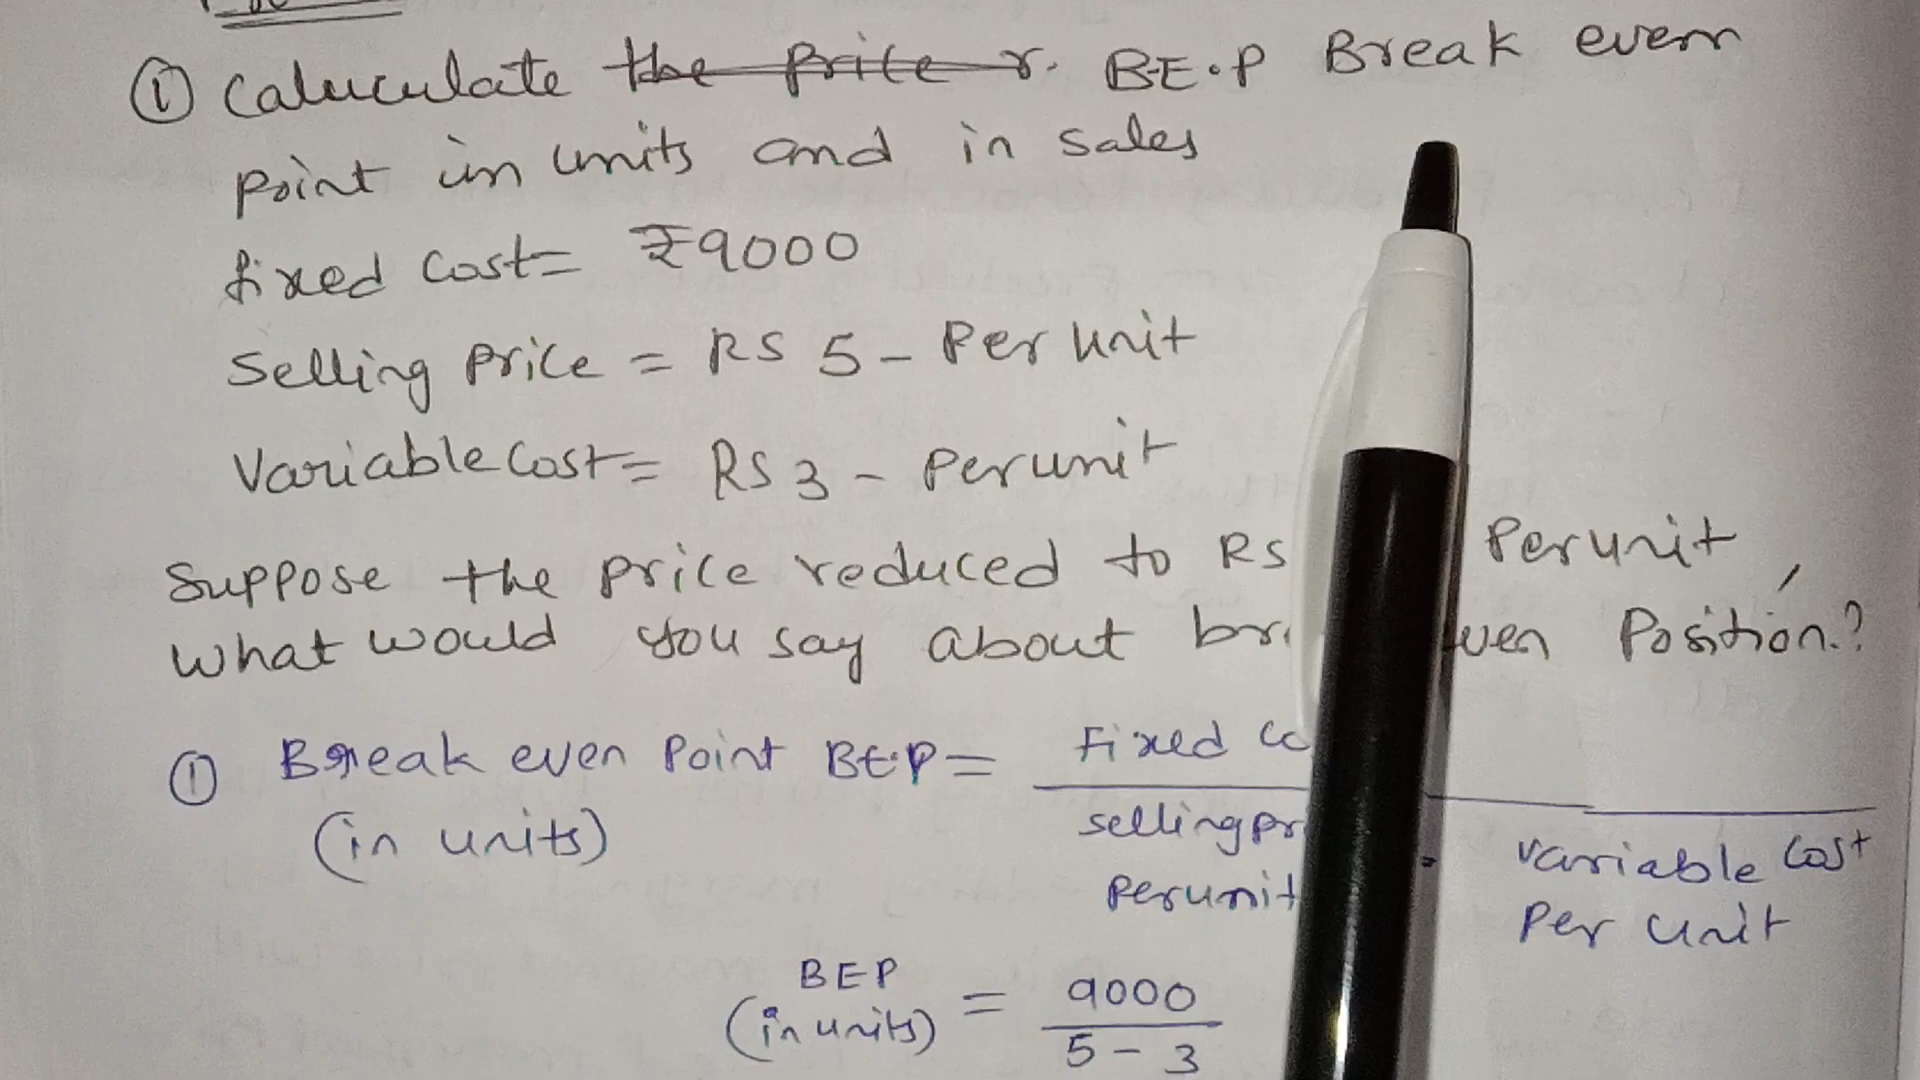 ① Caluculate the price r. B.E.P Break even
point in units and in sales
fixed cost = ₹9000
Selling price = RS 5 - Per unit
Variable Cost = RS 3 - Per unit
Suppose the price reduced to RS Per unit,
what would you say about even Position.?
① Break even Point BEP = Fixed
(in units) selling
Per unit
variable Cost
Per unit
BEP
(in units) = 9000
5 - 3